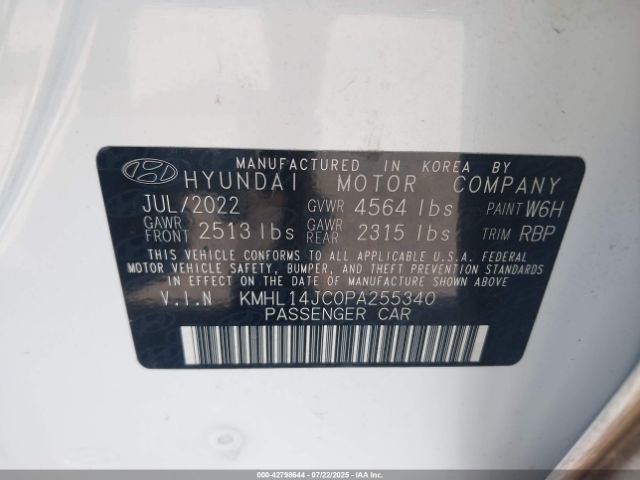 MANUFACTURED IN KOREA BY
HYUNDAI MOTOR COMPANY
JUL/2022 GVWR 4564 lbs PAINT W6H
GAWR FRONT 2513 lbs GAWR REAR 2315 lbs TRIM RBP
THIS VEHICLE CONFORMS TO ALL APPLICABLE U.S.A. FEDERAL
MOTOR VEHICLE SAFETY, BUMPER, AND THEFT PREVENTION STANDARDS
IN EFFECT ON THE DATE OF MANUFACTURE SHOWN ABOVE.
V.I.N KMHL14JC0PA255340
PASSENGER CAR
000-42798644 07/22/2025 COPART.COM